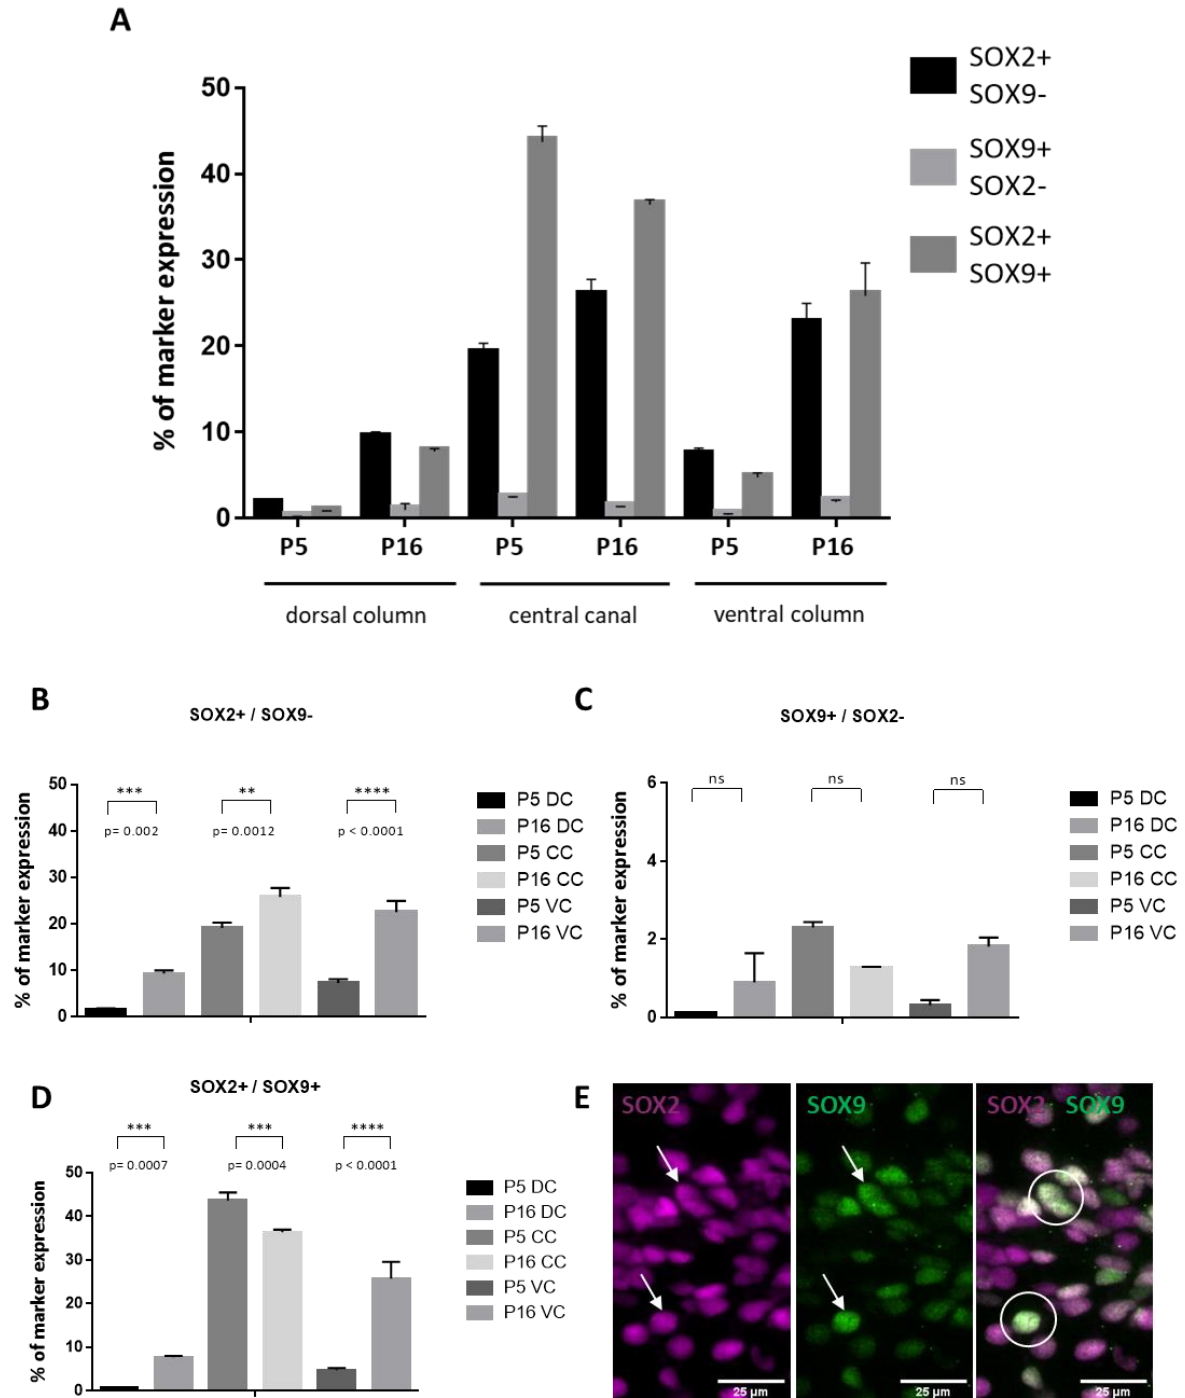 A
50
40
30
20
10
0
% of marker expression
SOX2+
SOX9-
SOX9+
SOX2-
SOX2+
SOX9+
P5 P16 P5 P16 P5 P16
dorsal column central canal ventral column
B
SOX2+ / SOX9-
50
40
30
20
10
0
% of marker expression
*** ** ****
p= 0.002 p= 0.0012 p < 0.0001
P5 DC
P16 DC
P5 CC
P16 CC
P5 VC
P16 VC
C
SOX9+ / SOX2-
6
4
2
0
% of marker expression
ns ns ns
P5 DC
P16 DC
P5 CC
P16 CC
P5 VC
P16 VC
D
SOX2+ / SOX9+
*** *** ****
p= 0.0007 p= 0.0004 p < 0.0001
50
40
30
20
10
0
% of marker expression
P5 DC
P16 DC
P5 CC
P16 CC
P5 VC
P16 VC
E
SOX2 SOX9 SOX2 SOX9
25 µm 25 µm 25 µm